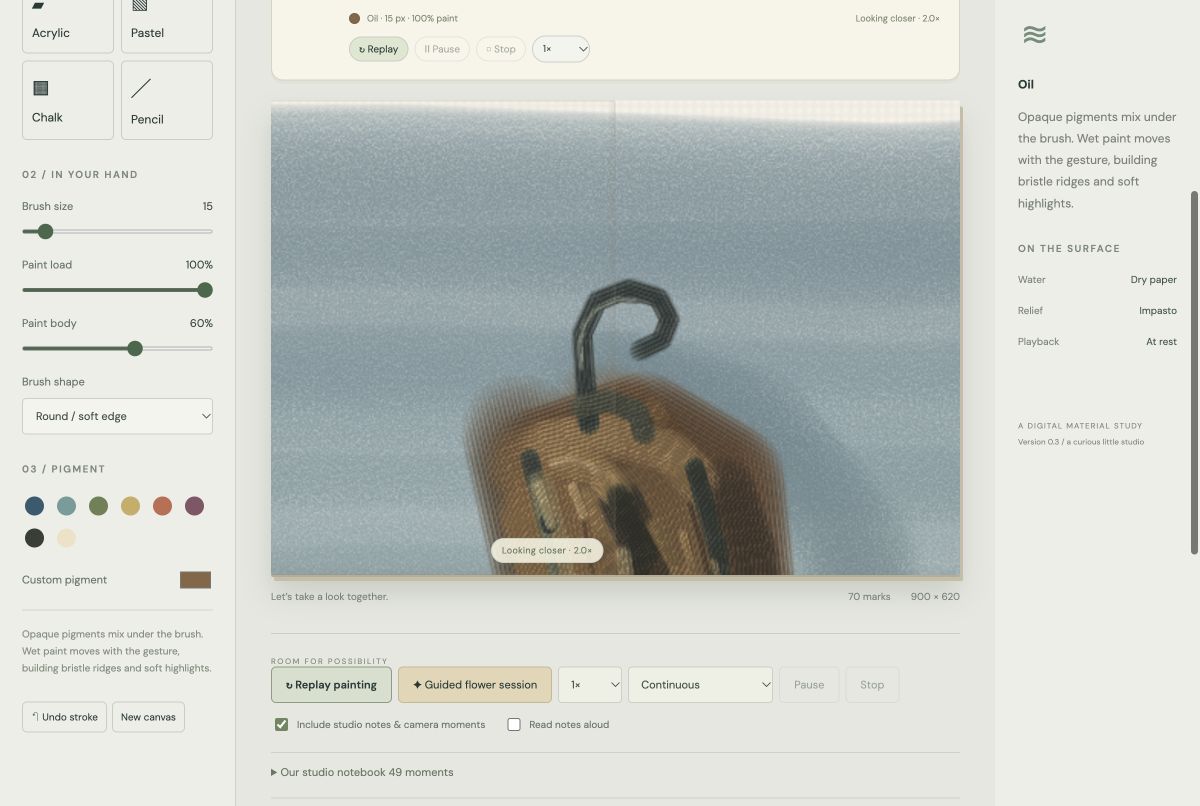 Acrylic
Pastel
Chalk
Pencil
02 / IN YOUR HAND
Brush size 15
Paint load 100%
Paint body 60%
Brush shape
Round / soft edge
03 / PIGMENT
Custom pigment
Opaque pigments mix under the brush.
Wet paint moves with the gesture,
building bristle ridges and soft highlights.
Undo stroke
New canvas
Oil · 15 px · 100% paint
Looking closer · 2.0×
↻ Replay
II Pause
▫ Stop
1×
Looking closer · 2.0×
Let's take a look together.
70 marks
900 × 620
ROOM FOR POSSIBILITY
↻ Replay painting
✦ Guided flower session
1×
Continuous
Pause
Stop
Include studio notes & camera moments
Read notes aloud
Our studio notebook 49 moments
Oil
Opaque pigments mix under
the brush. Wet paint moves
with the gesture, building
bristle ridges and soft
highlights.
ON THE SURFACE
Water Dry paper
Relief Impasto
Playback At rest
A DIGITAL MATERIAL STUDY
Version 0.3 / a curious little studio